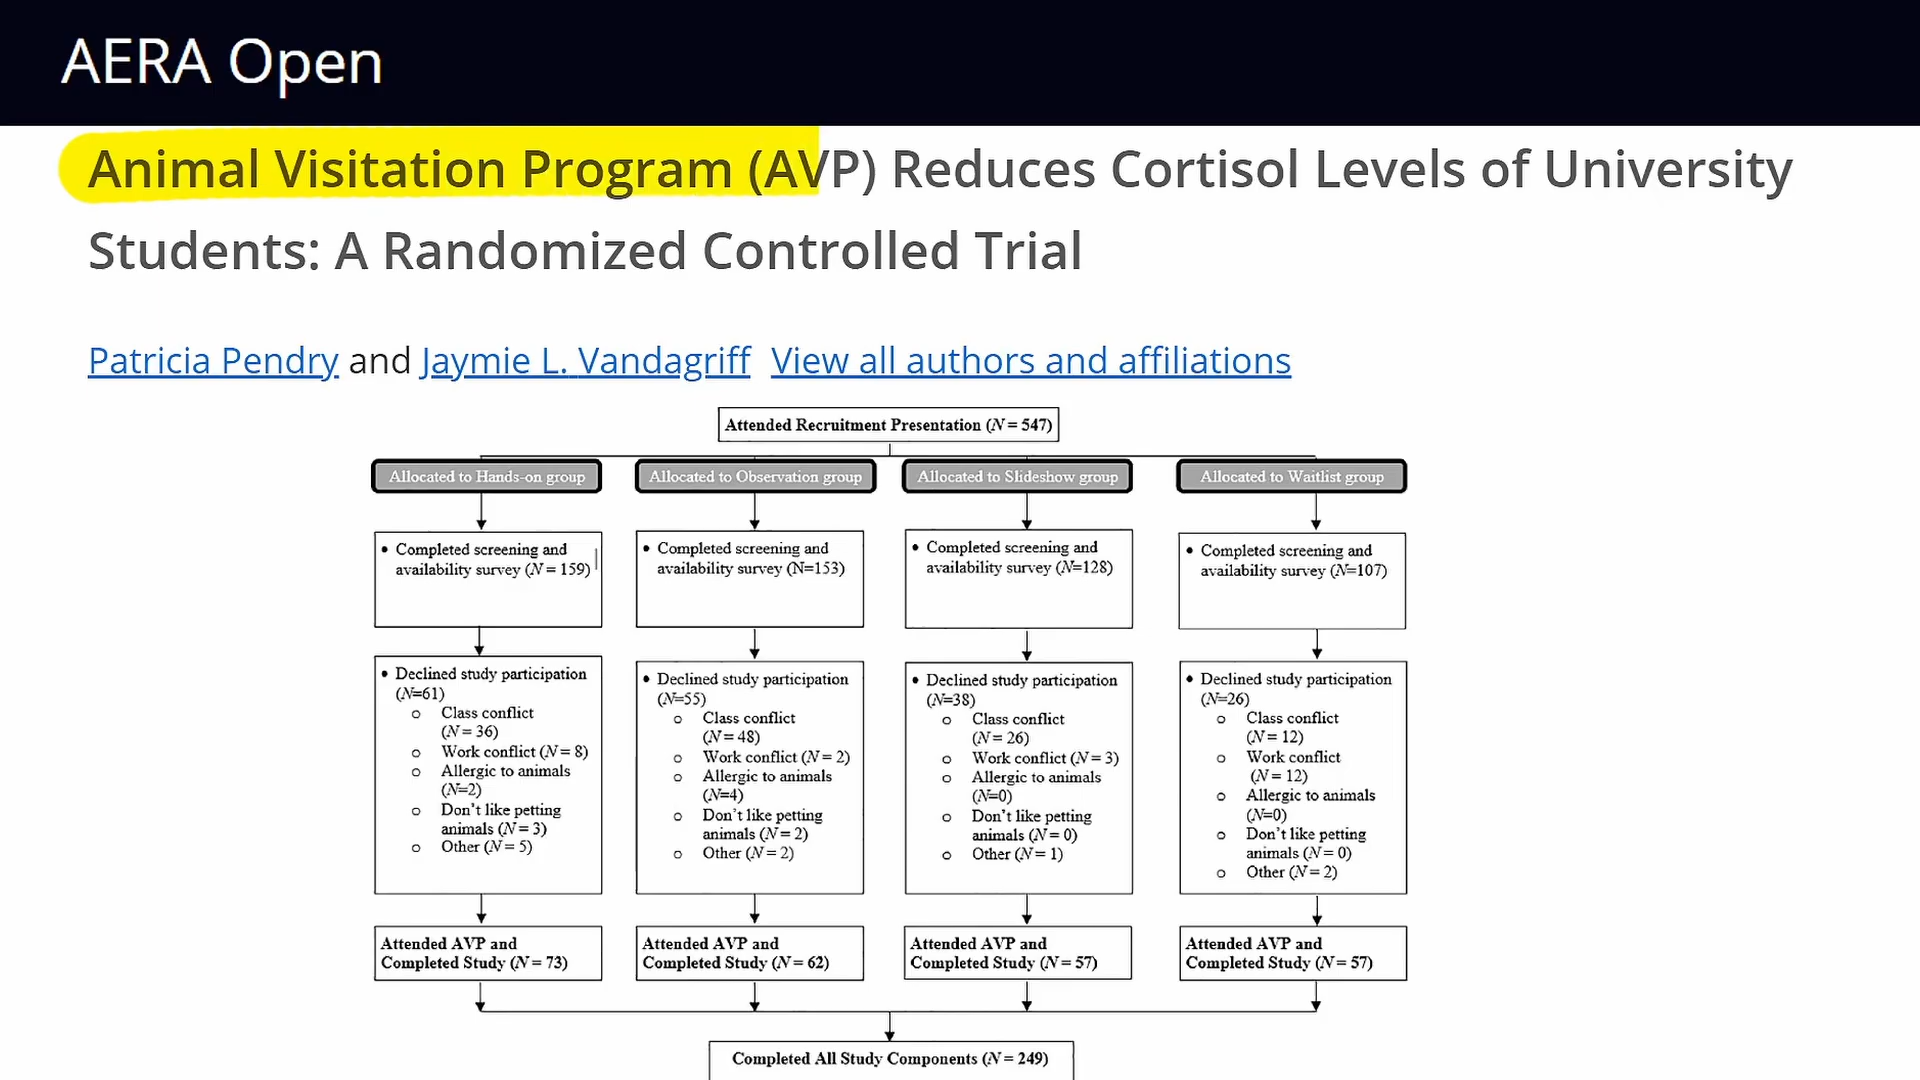 AERA Open
Animal Visitation Program (AVP) Reduces Cortisol Levels of University
Students: A Randomized Controlled Trial
Patricia Pendry and Jaymie L. Vandagriff View all authors and affiliations
Attended Recruitment Presentation (N = 547)
Allocated to Hands-on group
• Completed screening and
availability survey (N = 159)
• Declined study participation
(N=61)
o Class conflict
(N = 36)
o Work conflict (N = 8)
o Allergic to animals
(N=2)
o Don't like petting
animals (N = 3)
o Other (N = 5)
Attended AVP and
Completed Study (N = 73)
Allocated to Observation group
• Completed screening and
availability survey (N=153)
• Declined study participation
(N=55)
o Class conflict
(N = 48)
o Work conflict (N = 2)
o Allergic to animals
(N=4)
o Don't like petting
animals (N = 2)
o Other (N = 2)
Attended AVP and
Completed Study (N = 62)
Allocated to Slideshow group
• Completed screening and
availability survey (N=128)
• Declined study participation
(N=38)
o Class conflict
(N = 26)
o Work conflict (N = 3)
o Allergic to animals
(N=0)
o Don't like petting
animals (N = 0)
o Other (N = 1)
Attended AVP and
Completed Study (N = 57)
Allocated to Waitlist group
• Completed screening and
availability survey (N=107)
• Declined study participation
(N=26)
o Class conflict
(N = 12)
o Work conflict
(N = 12)
o Allergic to animals
(N=0)
o Don't like petting
animals (N = 0)
o Other (N = 2)
Attended AVP and
Completed Study (N = 57)
Completed All Study Components (N = 249)